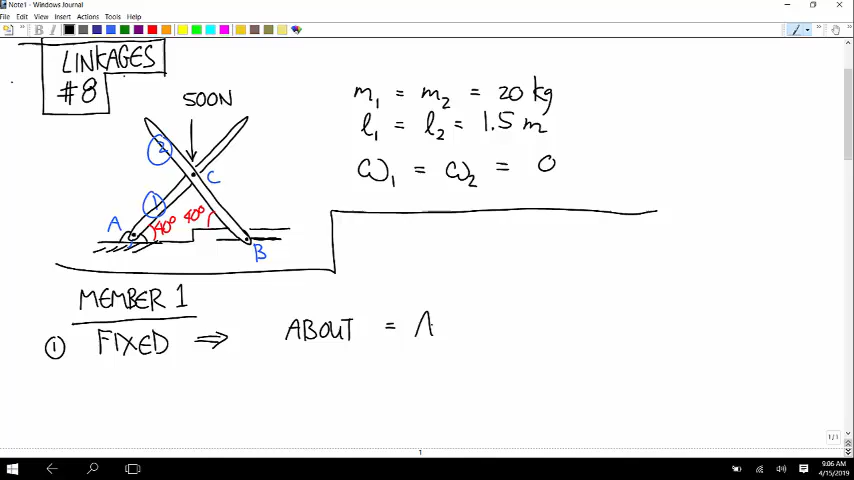 Note1 - Windows Journal
File Edit View Insert Actions Tools Help
B I
LINKAGES
#8
500N
m₁ = m₂ = 20 kg
l₁ = l₂ = 1.5 m
ω₁ = ω₂ = 0
2
C
1
A
40° 40°
B
MEMBER 1
① FIXED ⇒ ABOUT = A
1/1
1
9:06 AM
4/15/2019